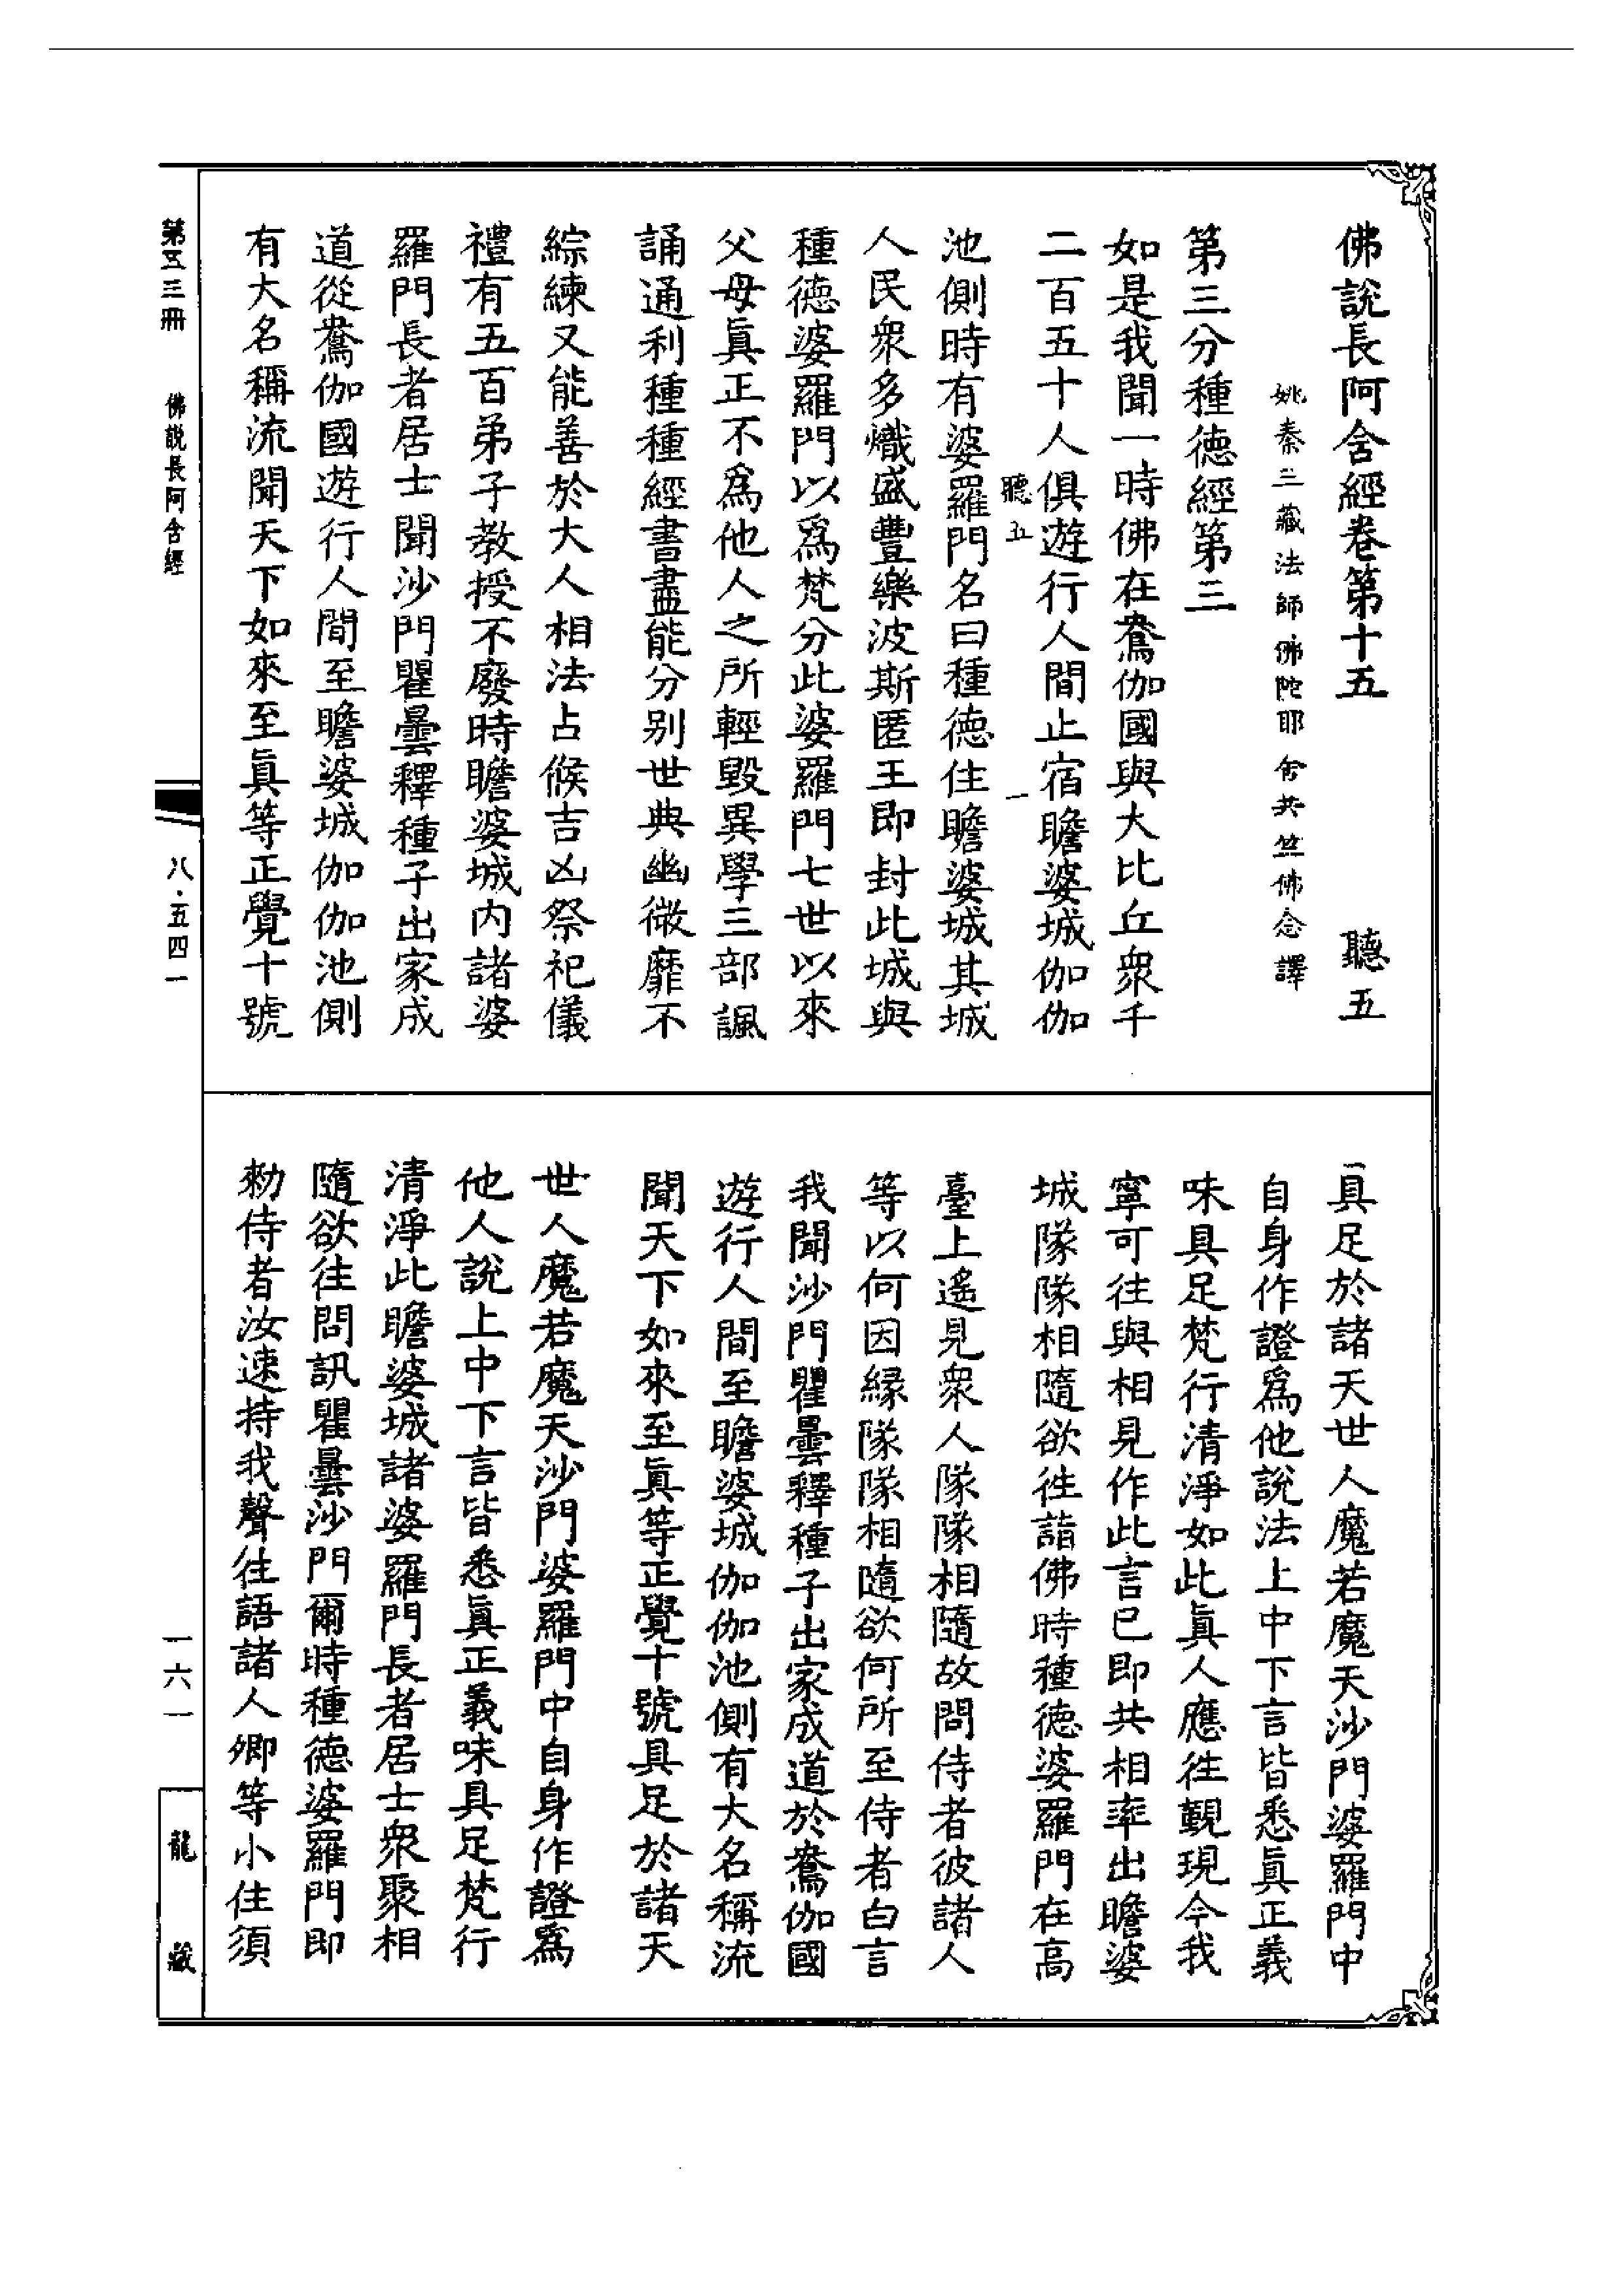 佛說長阿含經卷第十五 聽五
姚秦三藏法師佛陀耶舍共竺佛念譯
第三分種德經第三
如是我聞一時佛在鴦伽國與大比丘衆千
二百五十人俱遊行人間止宿瞻婆城伽伽
聽五 一
池側時有婆羅門名曰種德住瞻婆城其城
人民衆多熾盛豐樂波斯匿王即封此城與
種德婆羅門以爲梵分此婆羅門七世以來
父母眞正不爲他人之所輕毀異學三部諷
誦通利種種經書盡能分別世典幽微靡不
綜練又能善於大人相法占候吉凶祭祀儀
禮有五百弟子教授不廢時瞻婆城內諸婆
羅門長者居士聞沙門瞿曇釋種子出家成
道從鴦伽國遊行人間至瞻婆城伽伽池側
有大名稱流聞天下如來至眞等正覺十號
具足於諸天世人魔若魔天沙門婆羅門中
自身作證爲他說法上中下言皆悉眞正義
味具足梵行清淨如此眞人應往覲現今我
寧可往與相見作此言已即共相率出瞻婆
城隊隊相隨欲往詣佛時種德婆羅門在高
臺上遙見衆人隊隊相隨故問侍者彼諸人
等以何因緣隊隊相隨欲何所至侍者白言
我聞沙門瞿曇釋種子出家成道於鴦伽國
遊行人間至瞻婆城伽伽池側有大名稱流
聞天下如來至眞等正覺十號具足於諸天
世人魔若魔天沙門婆羅門中自身作證爲
他人說上中下言皆悉眞正義味具足梵行
清淨此瞻婆城諸婆羅門長者居士衆聚相
隨欲往問訊瞿曇沙門爾時種德婆羅門即
勅侍者汝速持我聲往語諸人卿等小住須
第五三冊 佛説長阿含經 八·五四一 一六一 龍藏